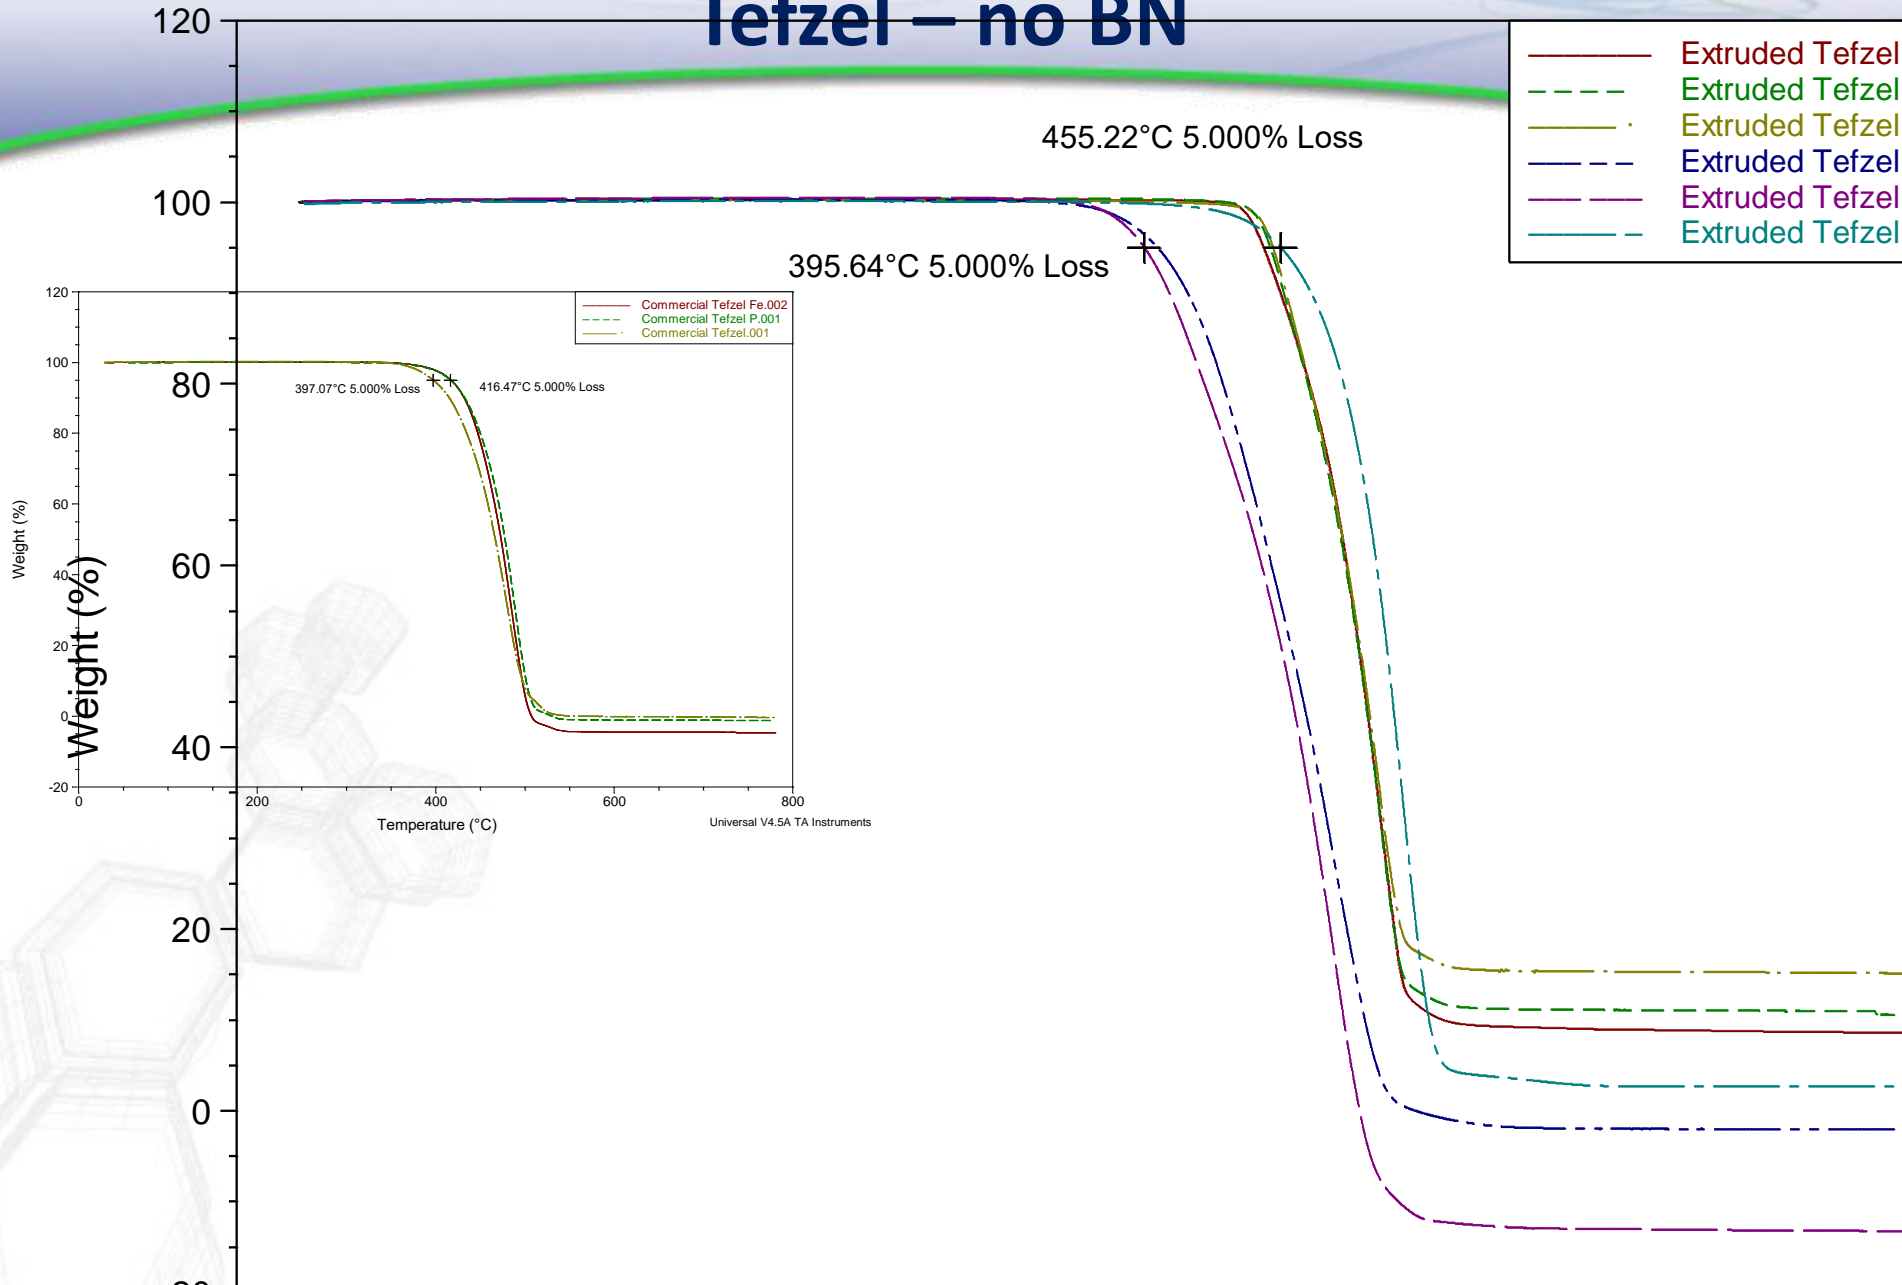 Tefzel – no BN
120
100
80
60
40
20
0
Weight (%)
455.22°C 5.000% Loss
395.64°C 5.000% Loss
Extruded Tefzel
Extruded Tefzel
Extruded Tefzel
Extruded Tefzel
Extruded Tefzel
Extruded Tefzel
120
100
80
60
40
20
0
-20
Weight (%)
Commercial Tefzel Fe.002
Commercial Tefzel P.001
Commercial Tefzel.001
397.07°C 5.000% Loss
416.47°C 5.000% Loss
0 200 400 600 800
Temperature (°C)
Universal V4.5A TA Instruments